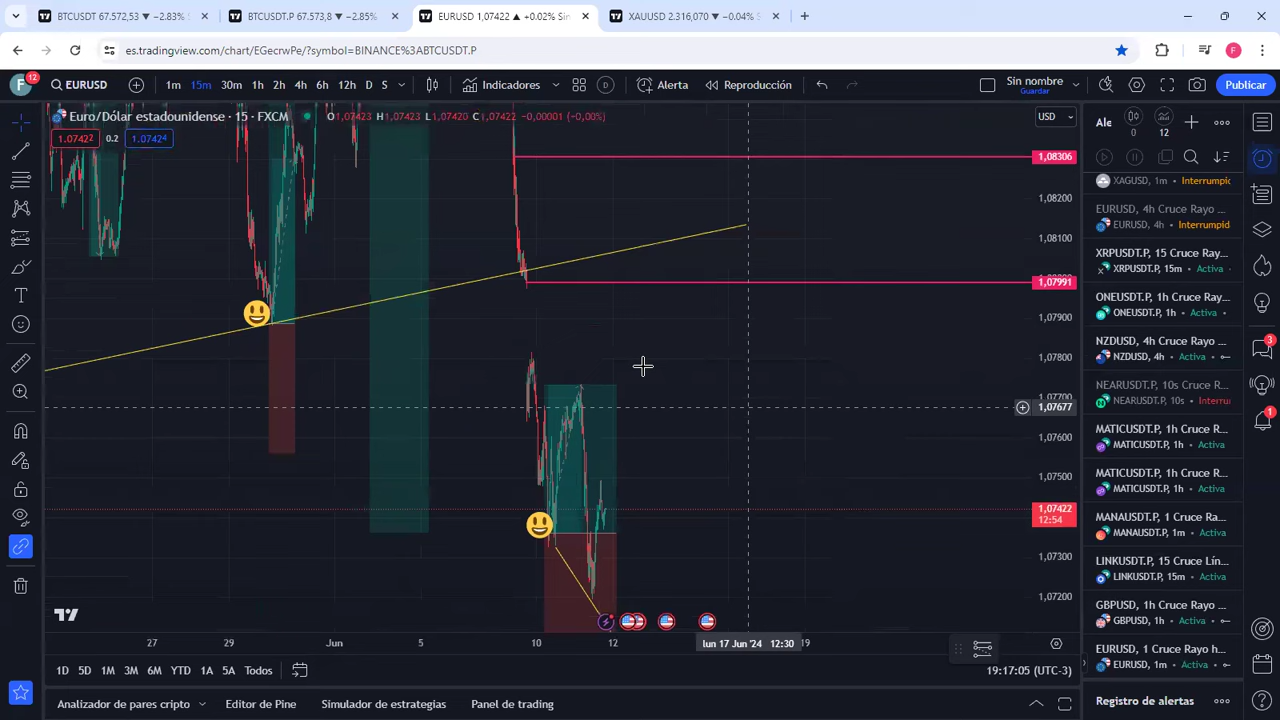 BTCUSDT 67.572,53 ▼ −2.83%
BTCUSDT.P 67.573,8 ▼ −2.85%
EURUSD 1,07422 ▲ +0.02% Sin
XAUUSD 2.316,070 ▼ −0.04%
es.tradingview.com/chart/EGecrwPe/?symbol=BINANCE%3ABTCUSDT.P
F
F 12
EURUSD
1m 15m 30m 1h 2h 4h 6h 12h D S
Indicadores
Alerta
Reproducción
Sin nombre
Guardar
Publicar
Euro/Dólar estadounidense · 15 · FXCM
O1,07423 H1,07423 L1,07420 C1,07422 −0,00001 (−0,00%)
1.07422 0.2 1.07424
USD
1,08306
1,08200
1,08100
1,07991
1,07900
1,07800
1,07677
1,07600
1,07500
1,07422
12:54
1,07300
1,07200
27 29 Jun 5 10 12 lun 17 Jun '24 12:30 19
1D 5D 1M 3M 6M YTD 1A 5A Todos
19:17:05 (UTC-3)
Analizador de pares cripto
Editor de Pine
Simulador de estrategias
Panel de trading
Ale
0
12
XAGUSD, 1m • Interrumpic
EURUSD, 4h Cruce Rayo ...
EURUSD, 4h • Interrumpid
XRPUSDT.P, 15 Cruce Ray...
XRPUSDT.P, 15m • Activa
ONEUSDT.P, 1h Cruce Ray...
ONEUSDT.P, 1h • Activa
NZDUSD, 4h Cruce Rayo ...
NZDUSD, 4h • Activa
NEARUSDT.P, 10s Cruce R...
NEARUSDT.P, 10s • Interru
MATICUSDT.P, 1h Cruce R...
MATICUSDT.P, 1h • Activa
MATICUSDT.P, 1h Cruce R...
MATICUSDT.P, 1h • Activa
MANAUSDT.P, 1 Cruce Ra...
MANAUSDT.P, 1m • Activa
LINKUSDT.P, 15 Cruce Lín...
LINKUSDT.P, 15m • Activa
GBPUSD, 1 Cruce Rayo h...
GBPUSD, 1m • Activa
EURUSD, 1 Cruce Rayo h...
EURUSD, 1m • Activa
Registro de alertas
3
1